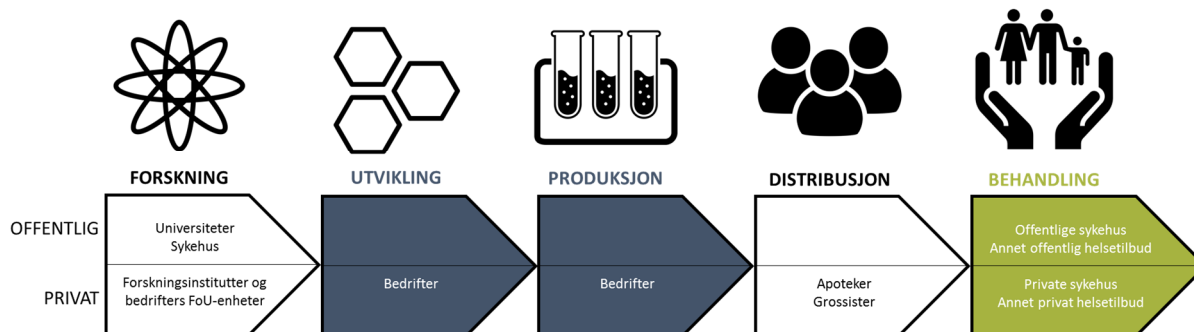 FORSKNING
UTVIKLING
PRODUKSJON
DISTRIBUSJON
BEHANDLING
OFFENTLIG
Universiteter
Sykehus
Offentlige sykehus
Annet offentlig helsetilbud
PRIVAT
Forskningsinstitutter og
bedrifters FoU-enheter
Bedrifter
Bedrifter
Apoteker
Grossister
Private sykehus
Annet privat helsetilbud